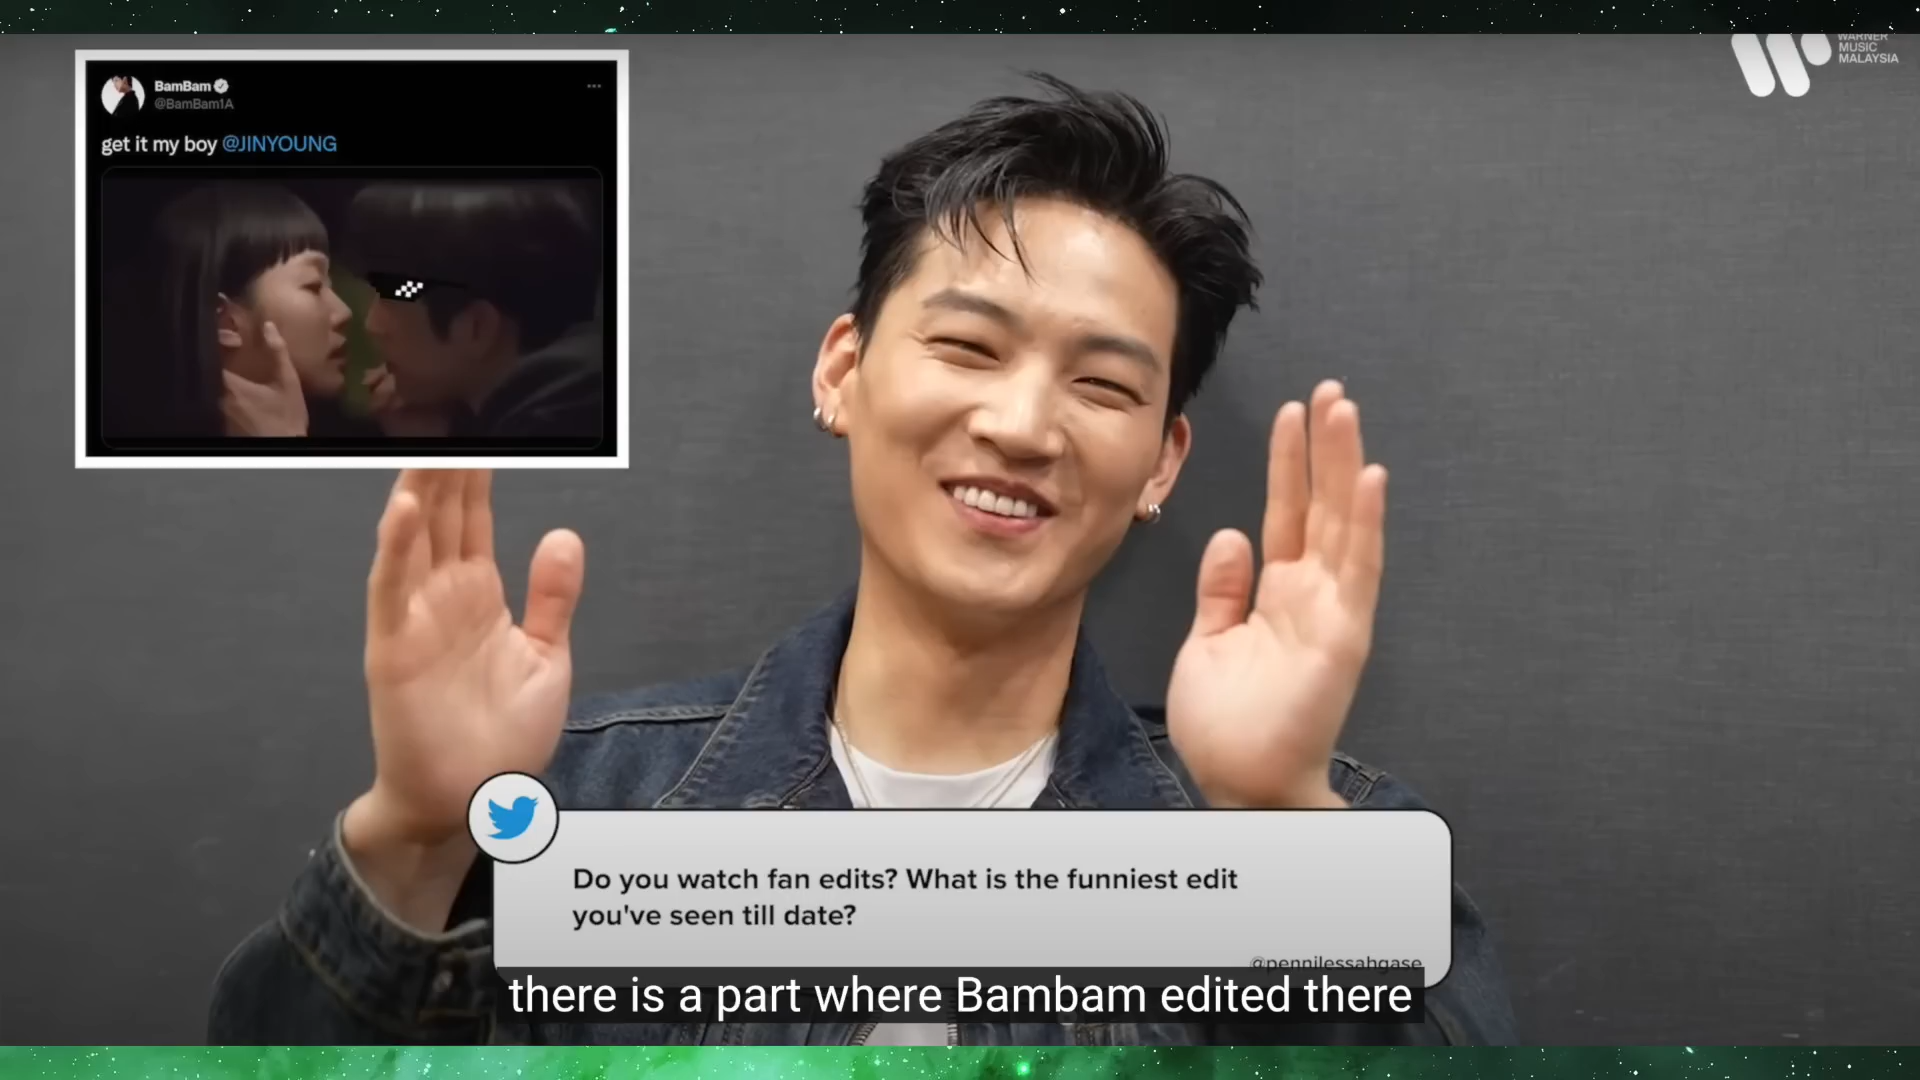 WARNER
MUSIC
MALAYSIA
BamBam
@BamBam1A
get it my boy @JINYOUNG
Do you watch fan edits? What is the funniest edit
you've seen till date?
@pennilessahgase
there is a part where Bambam edited there